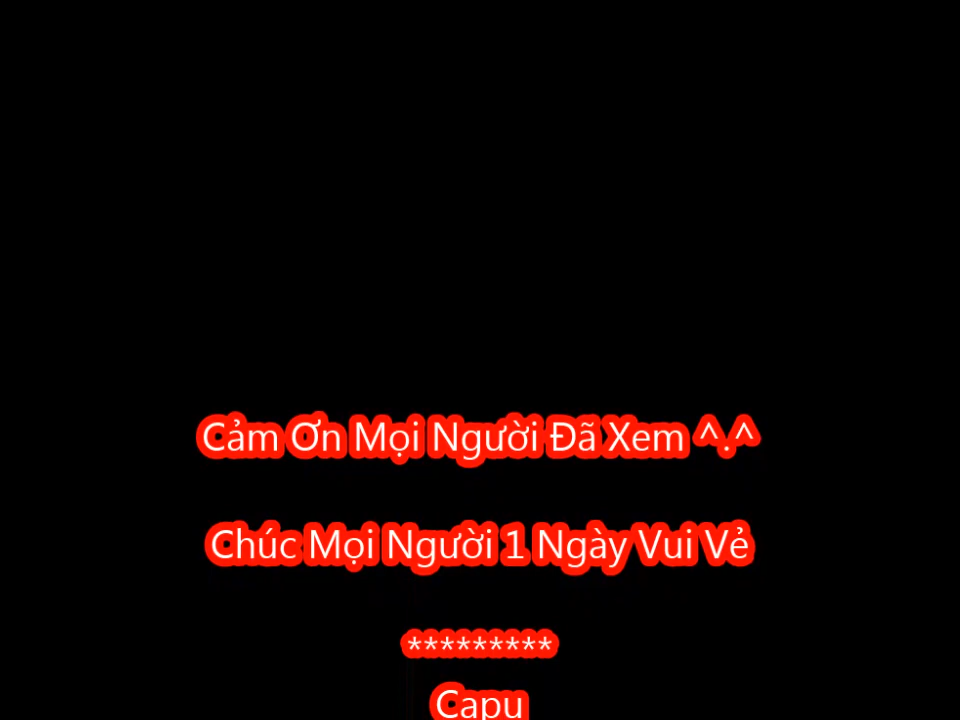 Cảm Ơn Mọi Người Đã Xem ^.^
Chúc Mọi Người 1 Ngày Vui Vẻ
*********
Capu